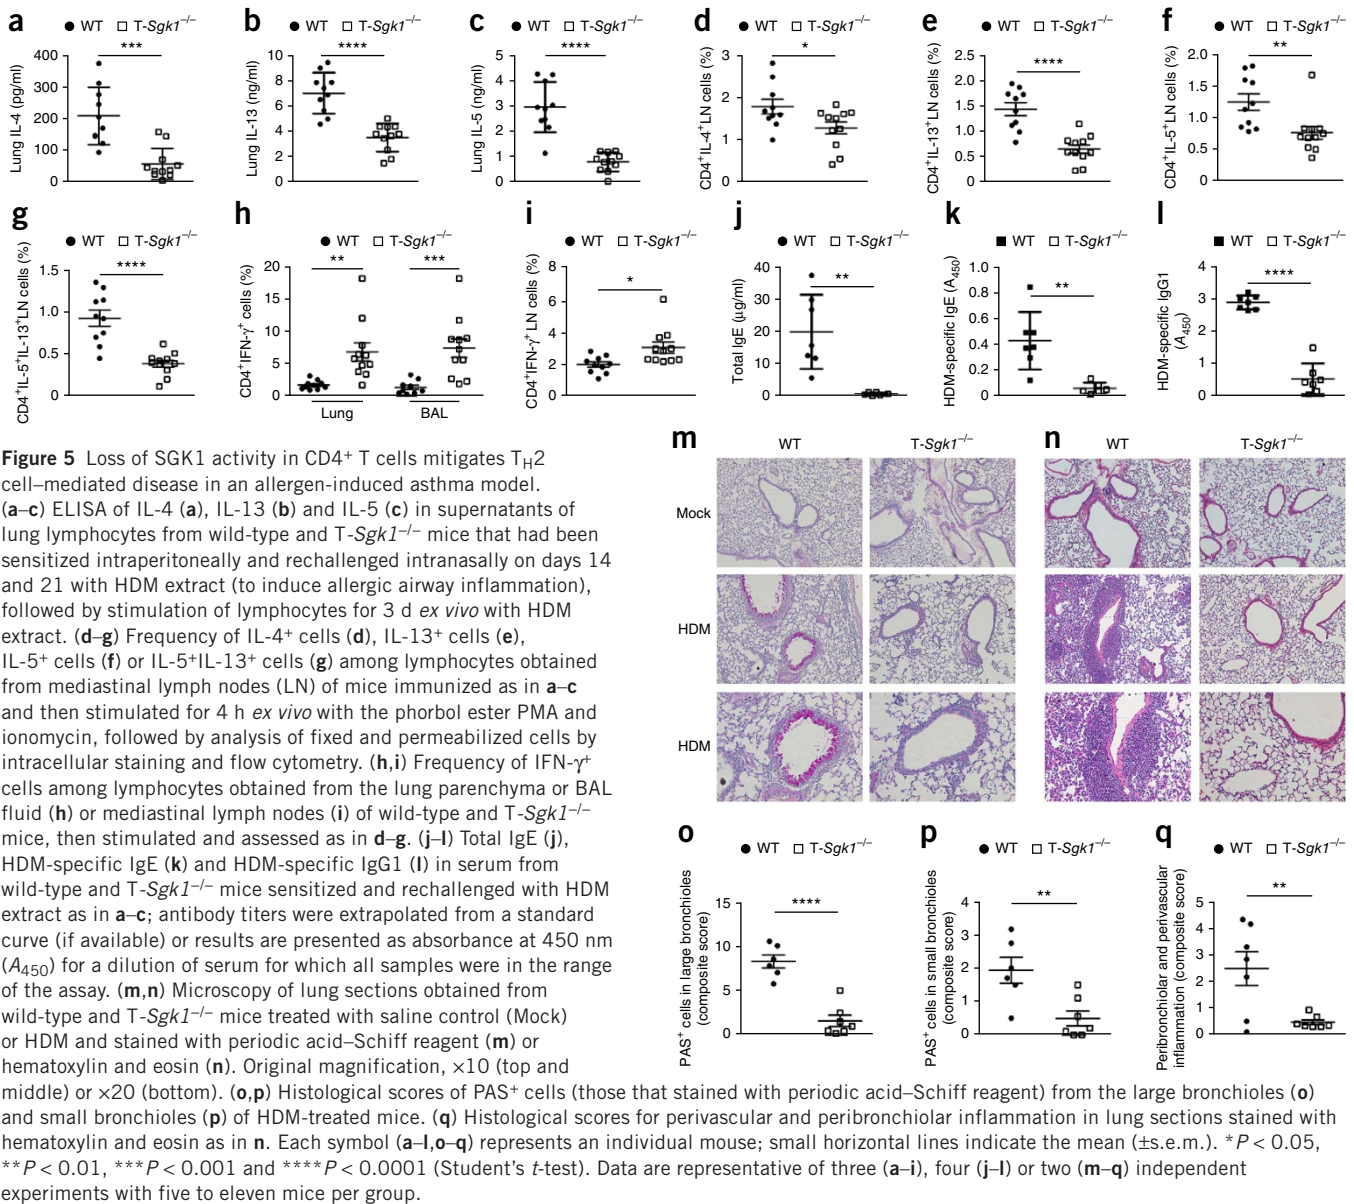 a
● WT □ T-Sgk1−/−
***
Lung IL-4 (pg/ml)
400
300
200
100
0
b
● WT □ T-Sgk1−/−
****
Lung IL-13 (ng/ml)
10
8
6
4
2
0
c
● WT □ T-Sgk1−/−
****
Lung IL-5 (ng/ml)
5
4
3
2
1
0
d
● WT □ T-Sgk1−/−
*
CD4+IL-4+LN cells (%)
3
2
1
0
e
● WT □ T-Sgk1−/−
****
CD4+IL-13+LN cells (%)
2.5
2.0
1.5
1.0
0.5
0
f
● WT □ T-Sgk1−/−
**
CD4+IL-5+LN cells (%)
2.0
1.5
1.0
0.5
0
g
● WT □ T-Sgk1−/−
****
CD4+IL-5+IL-13+LN cells (%)
1.5
1.0
0.5
0
h
● WT □ T-Sgk1−/−
**
***
CD4+IFN-γ+ cells (%)
20
15
10
5
0
Lung
BAL
i
● WT □ T-Sgk1−/−
*
CD4+IFN-γ+ LN cells (%)
8
6
4
2
0
j
● WT □ T-Sgk1−/−
**
Total IgE (µg/ml)
40
30
20
10
0
k
■ WT □ T-Sgk1−/−
**
HDM-specific IgE (A450)
1.0
0.8
0.6
0.4
0.2
0
l
■ WT □ T-Sgk1−/−
****
HDM-specific IgG1
(A450)
4
3
2
1
0
Figure 5 Loss of SGK1 activity in CD4+ T cells mitigates TH2
cell–mediated disease in an allergen-induced asthma model.
(a–c) ELISA of IL-4 (a), IL-13 (b) and IL-5 (c) in supernatants of
lung lymphocytes from wild-type and T-Sgk1−/− mice that had been
sensitized intraperitoneally and rechallenged intranasally on days 14
and 21 with HDM extract (to induce allergic airway inflammation),
followed by stimulation of lymphocytes for 3 d ex vivo with HDM
extract. (d–g) Frequency of IL-4+ cells (d), IL-13+ cells (e),
IL-5+ cells (f) or IL-5+IL-13+ cells (g) among lymphocytes obtained
from mediastinal lymph nodes (LN) of mice immunized as in a–c
and then stimulated for 4 h ex vivo with the phorbol ester PMA and
ionomycin, followed by analysis of fixed and permeabilized cells by
intracellular staining and flow cytometry. (h,i) Frequency of IFN-γ+
cells among lymphocytes obtained from the lung parenchyma or BAL
fluid (h) or mediastinal lymph nodes (i) of wild-type and T-Sgk1−/−
mice, then stimulated and assessed as in d–g. (j–l) Total IgE (j),
HDM-specific IgE (k) and HDM-specific IgG1 (l) in serum from
wild-type and T-Sgk1−/− mice sensitized and rechallenged with HDM
extract as in a–c; antibody titers were extrapolated from a standard
curve (if available) or results are presented as absorbance at 450 nm
(A450) for a dilution of serum for which all samples were in the range
of the assay. (m,n) Microscopy of lung sections obtained from
wild-type and T-Sgk1−/− mice treated with saline control (Mock)
or HDM and stained with periodic acid–Schiff reagent (m) or
hematoxylin and eosin (n). Original magnification, ×10 (top and
middle) or ×20 (bottom). (o,p) Histological scores of PAS+ cells (those that stained with periodic acid–Schiff reagent) from the large bronchioles (o)
and small bronchioles (p) of HDM-treated mice. (q) Histological scores for perivascular and peribronchiolar inflammation in lung sections stained with
hematoxylin and eosin as in n. Each symbol (a–l,o–q) represents an individual mouse; small horizontal lines indicate the mean (±s.e.m.). *P < 0.05,
**P < 0.01, ***P < 0.001 and ****P < 0.0001 (Student's t-test). Data are representative of three (a–i), four (j–l) or two (m–q) independent
experiments with five to eleven mice per group.
m
WT
T-Sgk1−/−
n
WT
T-Sgk1−/−
Mock
HDM
HDM
o
● WT □ T-Sgk1−/−
****
PAS+ cells in large bronchioles
(composite score)
15
10
5
0
p
● WT □ T-Sgk1−/−
**
PAS+ cells in small bronchioles
(composite score)
4
3
2
1
0
q
● WT □ T-Sgk1−/−
**
Peribronchiolar and perivascular
inflammation (composite score)
5
4
3
2
1
0